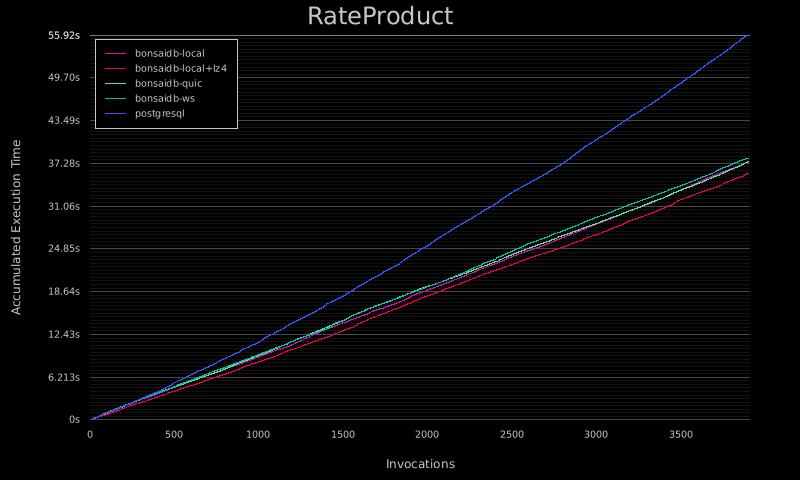 RateProduct
55.92s
49.70s
43.49s
37.28s
31.06s
24.85s
18.64s
12.43s
6.213s
0s
bonsaidb-local
bonsaidb-local+lz4
bonsaidb-quic
bonsaidb-ws
postgresql
Accumulated Execution Time
0 500 1000 1500 2000 2500 3000 3500
Invocations